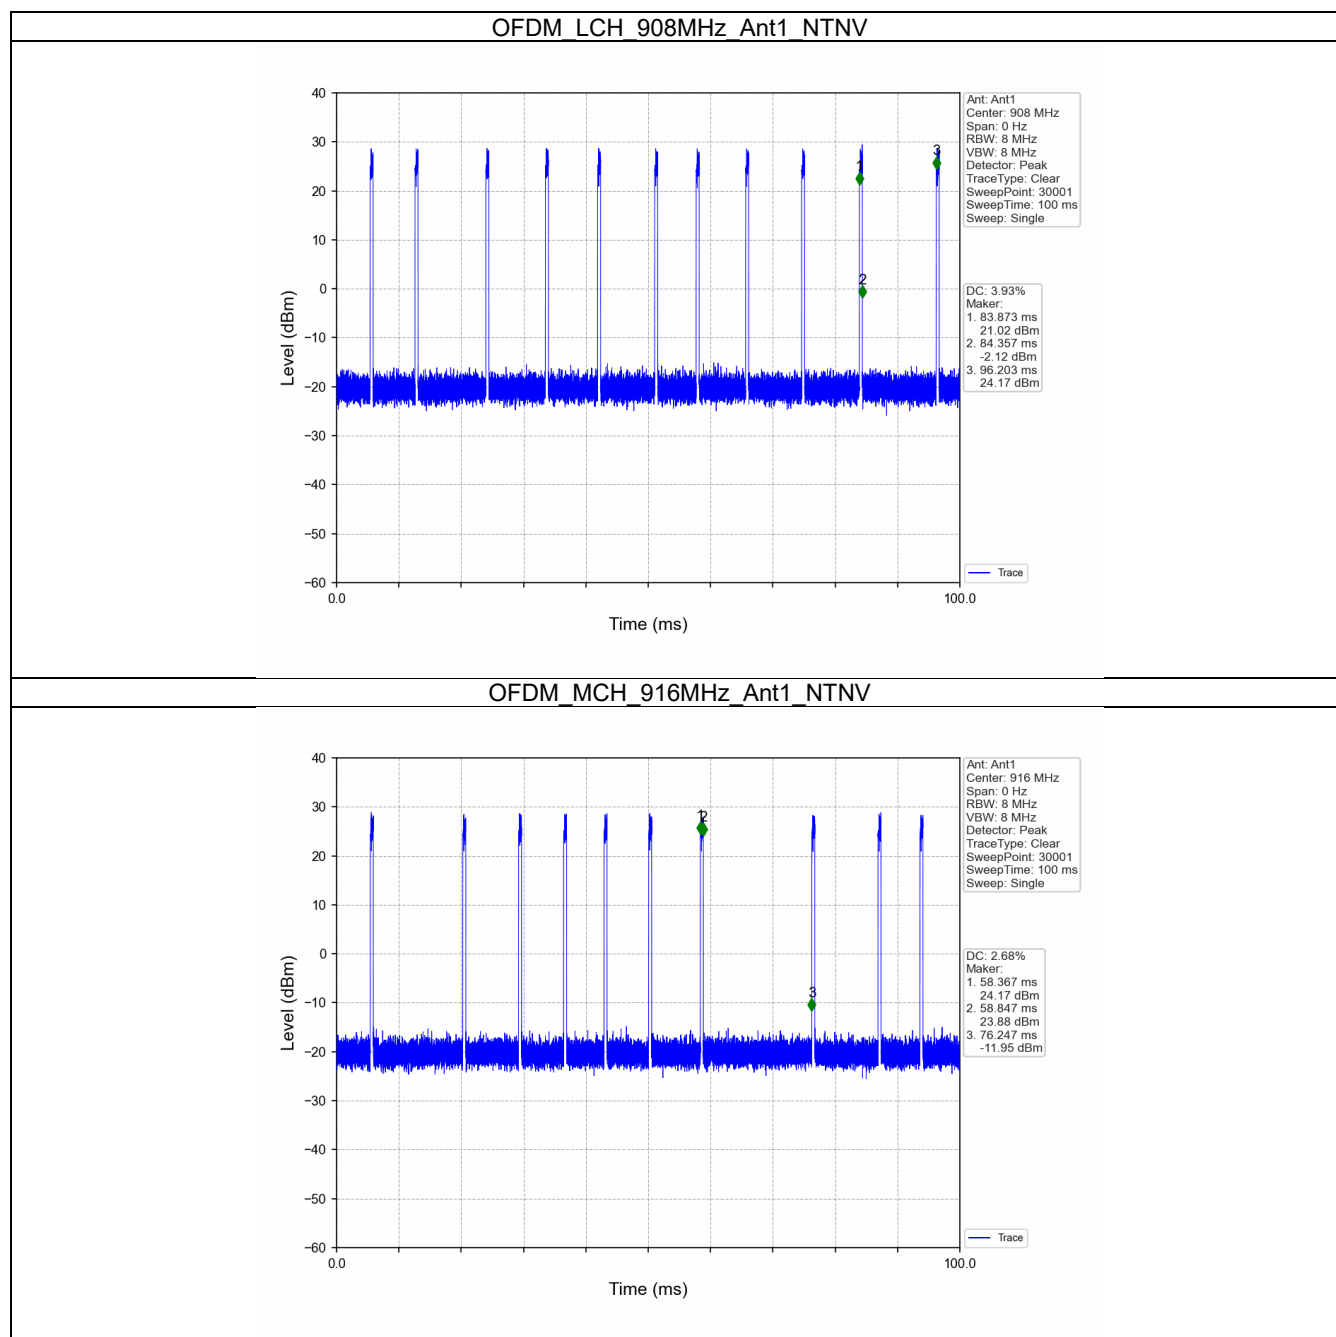 OFDM_LCH_908MHz_Ant1_NTNV
40
30
20
10
0
−10
−20
−30
−40
−50
−60
Level (dBm)
0.0
100.0
Time (ms)
1
2
3
Ant: Ant1
Center: 908 MHz
Span: 0 Hz
RBW: 8 MHz
VBW: 8 MHz
Detector: Peak
TraceType: Clear
SweepPoint: 30001
SweepTime: 100 ms
Sweep: Single
DC: 3.93%
Maker:
1. 83.873 ms
21.02 dBm
2. 84.357 ms
-2.12 dBm
3. 96.203 ms
24.17 dBm
Trace
OFDM_MCH_916MHz_Ant1_NTNV
40
30
20
10
0
−10
−20
−30
−40
−50
−60
Level (dBm)
0.0
100.0
Time (ms)
1
2
3
Ant: Ant1
Center: 916 MHz
Span: 0 Hz
RBW: 8 MHz
VBW: 8 MHz
Detector: Peak
TraceType: Clear
SweepPoint: 30001
SweepTime: 100 ms
Sweep: Single
DC: 2.68%
Maker:
1. 58.367 ms
24.17 dBm
2. 58.847 ms
23.88 dBm
3. 76.247 ms
-11.95 dBm
Trace